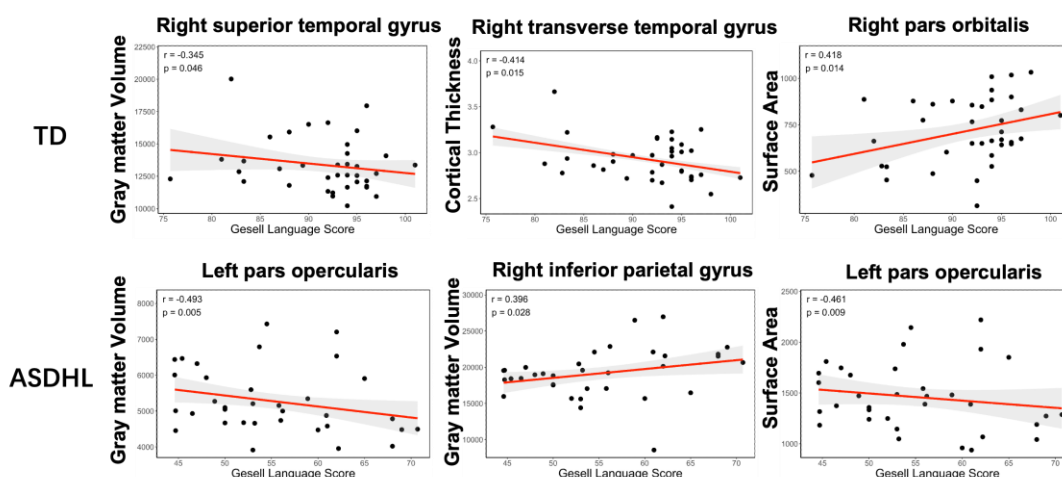 Right superior temporal gyrus
Right transverse temporal gyrus
Right pars orbitalis
TD
Gray matter Volume
22500
20000
17500
15000
12500
10000
r = -0.345
p = 0.046
75
80
85
90
95
100
Gesell Language Score
Cortical Thickness
4.0
3.5
3.0
2.5
r = -0.414
p = 0.015
75
80
85
90
95
100
Gesell Language Score
Surface Area
1000
750
500
r = 0.418
p = 0.014
75
80
85
90
95
100
Gesell Language Score
Left pars opercularis
Right inferior parietal gyrus
Left pars opercularis
ASDHL
Gray matter Volume
8000
7000
6000
5000
4000
r = -0.493
p = 0.005
45
50
55
60
65
70
Gesell Language Score
Gray matter Volume
30000
25000
20000
15000
10000
r = 0.396
p = 0.028
45
50
55
60
65
70
Gesell Language Score
Surface Area
2500
2000
1500
1000
r = -0.461
p = 0.009
45
50
55
60
65
70
Gesell Language Score